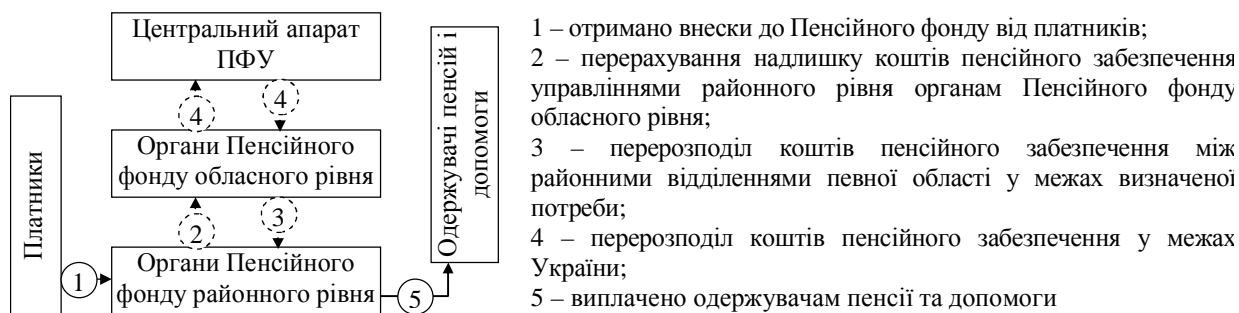 Центральний апарат
ПФУ
4
4
Органи Пенсійного
фонду обласного рівня
2
3
Органи Пенсійного
фонду районного рівня
Платники
1
5
Одержувачі пенсій і
допомоги
1 – отримано внески до Пенсійного фонду від платників;
2 – перерахування надлишку коштів пенсійного забезпечення
управліннями районного рівня органам Пенсійного фонду
обласного рівня;
3 – перерозподіл коштів пенсійного забезпечення між
районними відділеннями певної області у межах визначеної
потреби;
4 – перерозподіл коштів пенсійного забезпечення у межах
України;
5 – виплачено одержувачам пенсії та допомоги